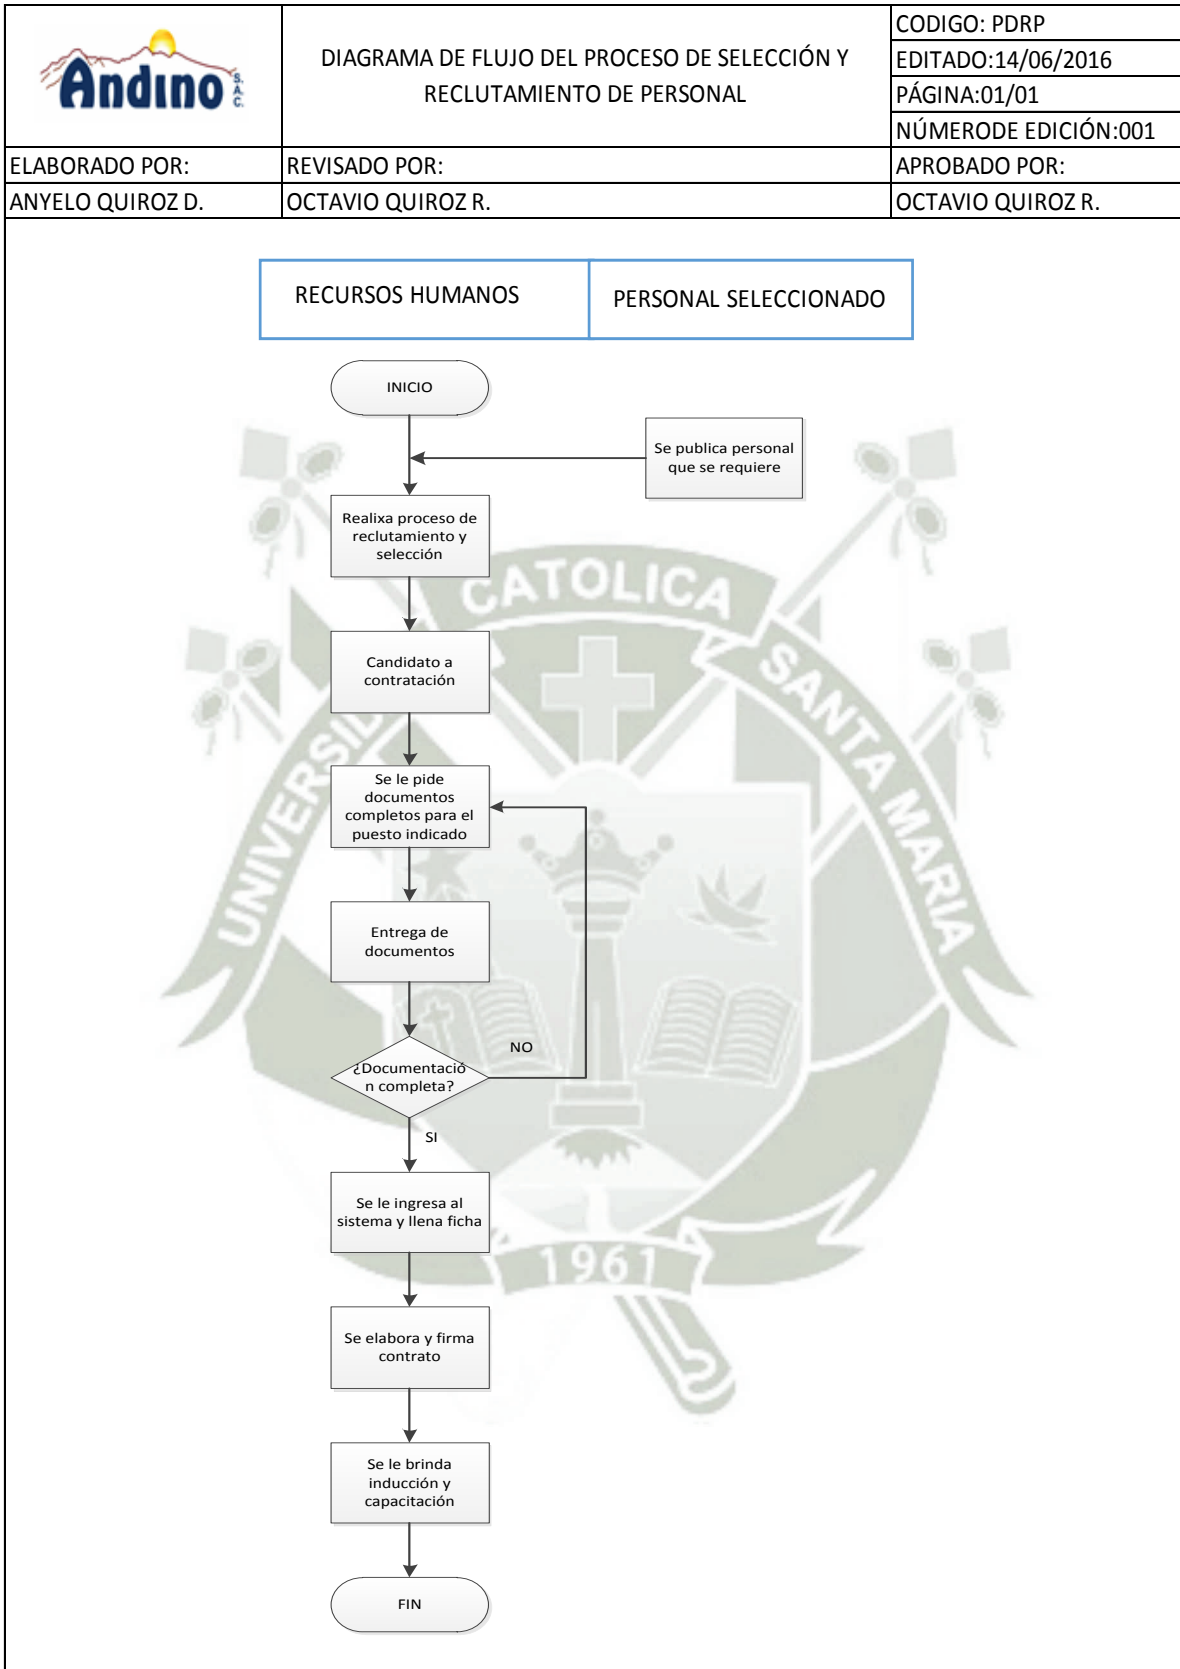 Andino S.A.C.
DIAGRAMA DE FLUJO DEL PROCESO DE SELECCIÓN Y
RECLUTAMIENTO DE PERSONAL
CODIGO: PDRP
EDITADO:14/06/2016
PÁGINA:01/01
NÚMERODE EDICIÓN:001
ELABORADO POR:
REVISADO POR:
APROBADO POR:
ANYELO QUIROZ D.
OCTAVIO QUIROZ R.
OCTAVIO QUIROZ R.
RECURSOS HUMANOS
PERSONAL SELECCIONADO
INICIO
Se publica personal
que se requiere
Realixa proceso de
reclutamiento y
selección
Candidato a
contratación
Se le pide
documentos
completos para el
puesto indicado
Entrega de
documentos
¿Documentació
n completa?
NO
SI
Se le ingresa al
sistema y llena ficha
Se elabora y firma
contrato
Se le brinda
inducción y
capacitación
FIN
CATOLICA
SANTA MARIA
1961